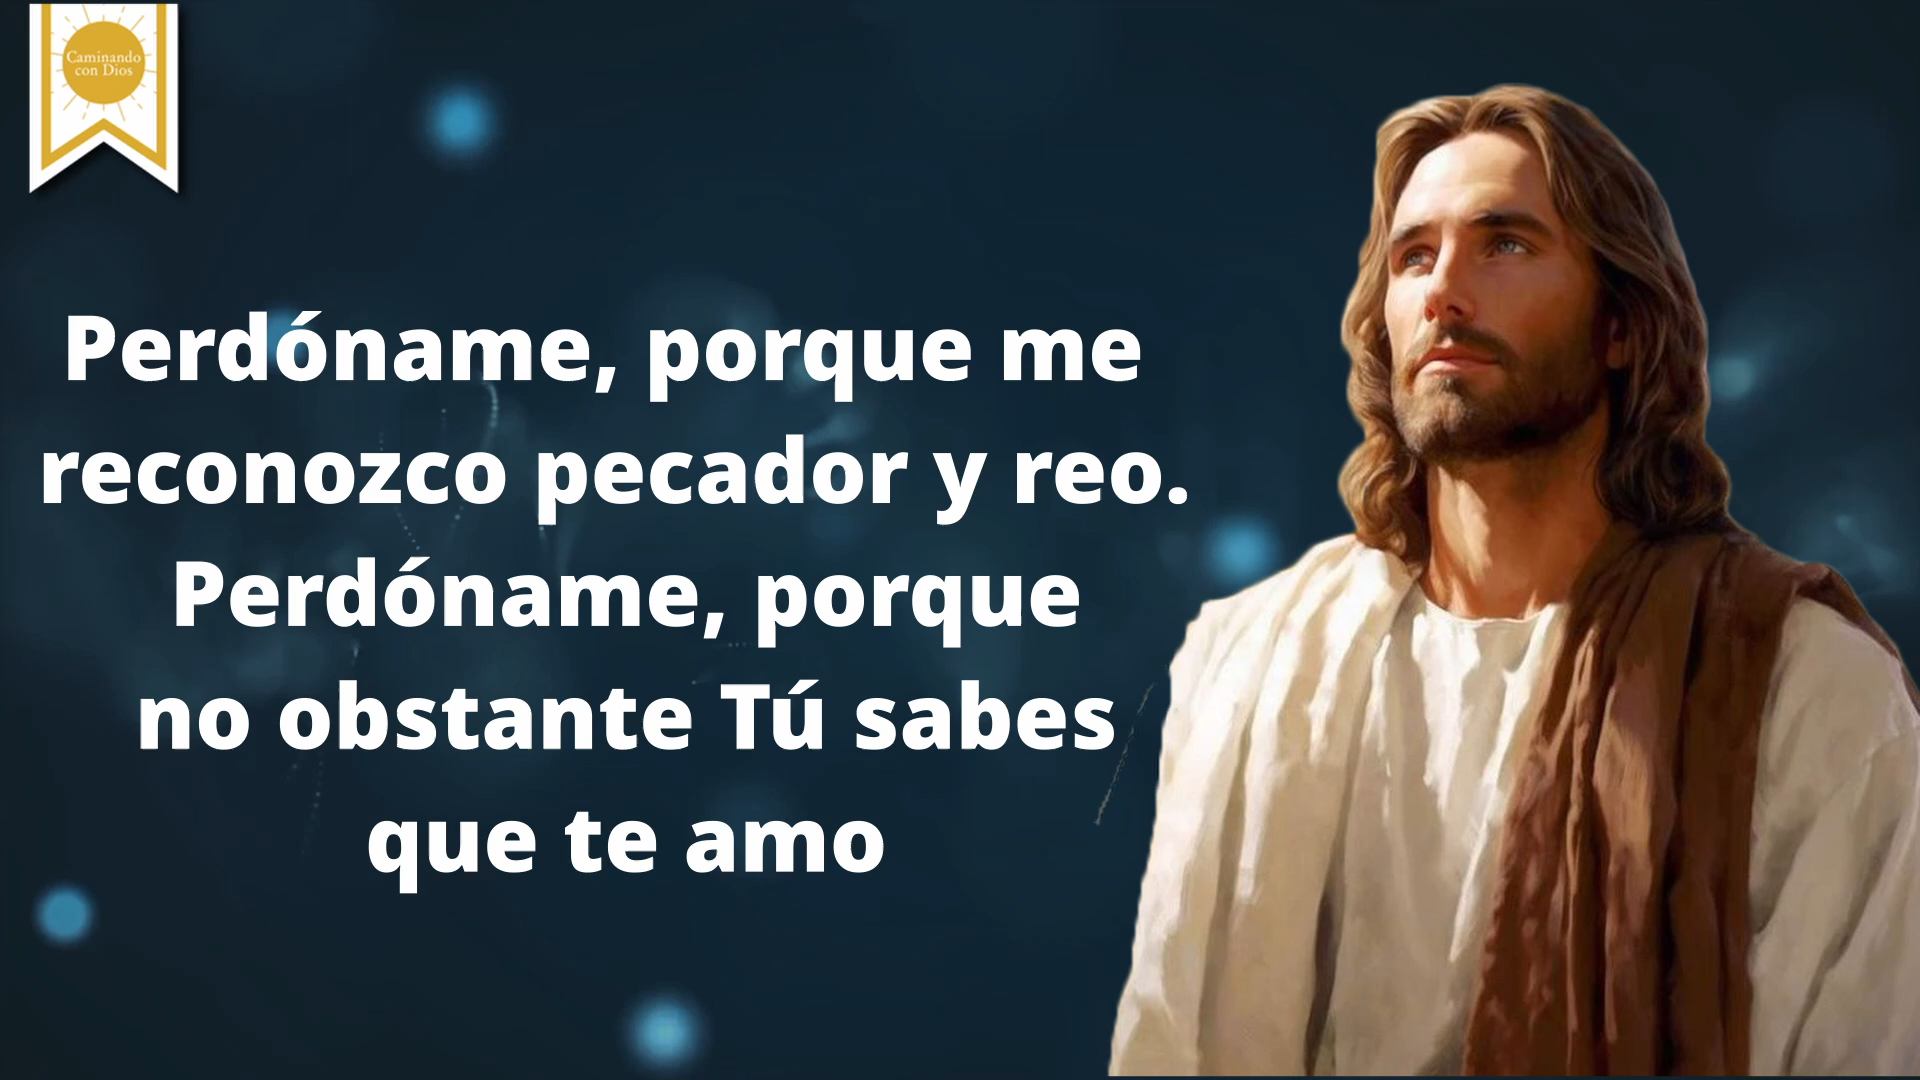 Caminando
con Dios
Perdóname, porque me
reconozco pecador y reo.
Perdóname, porque
no obstante Tú sabes
que te amo